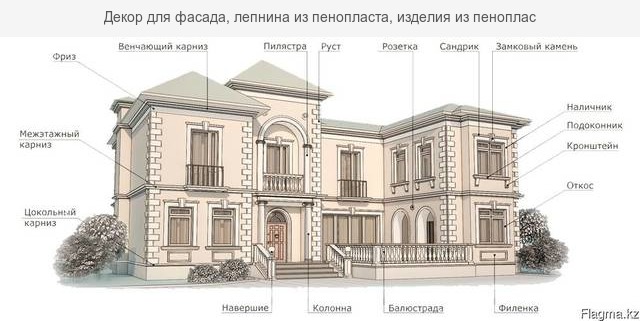 Декор для фасада, лепнина из пенопласта, изделия из пеноплас
Венчающий карниз
Пилястра
Руст
Розетка
Сандрик
Замковый камень
Фриз
Наличник
Подоконник
Межэтажный
карниз
Кронштейн
Откос
Цокольный
карниз
Навершие
Колонна
Балюстрада
Филенка
Flagma.kz